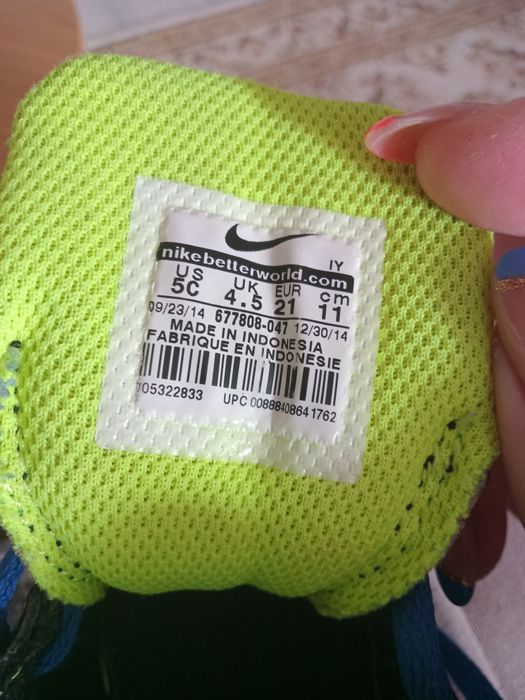 IY
nikebetterworld.com
US UK EUR cm
5C 4.5 21 11
09/23/14 677808-047 12/30/14
MADE IN INDONESIA
FABRIQUE EN INDONESIE
105322833 UPC 00888408641762